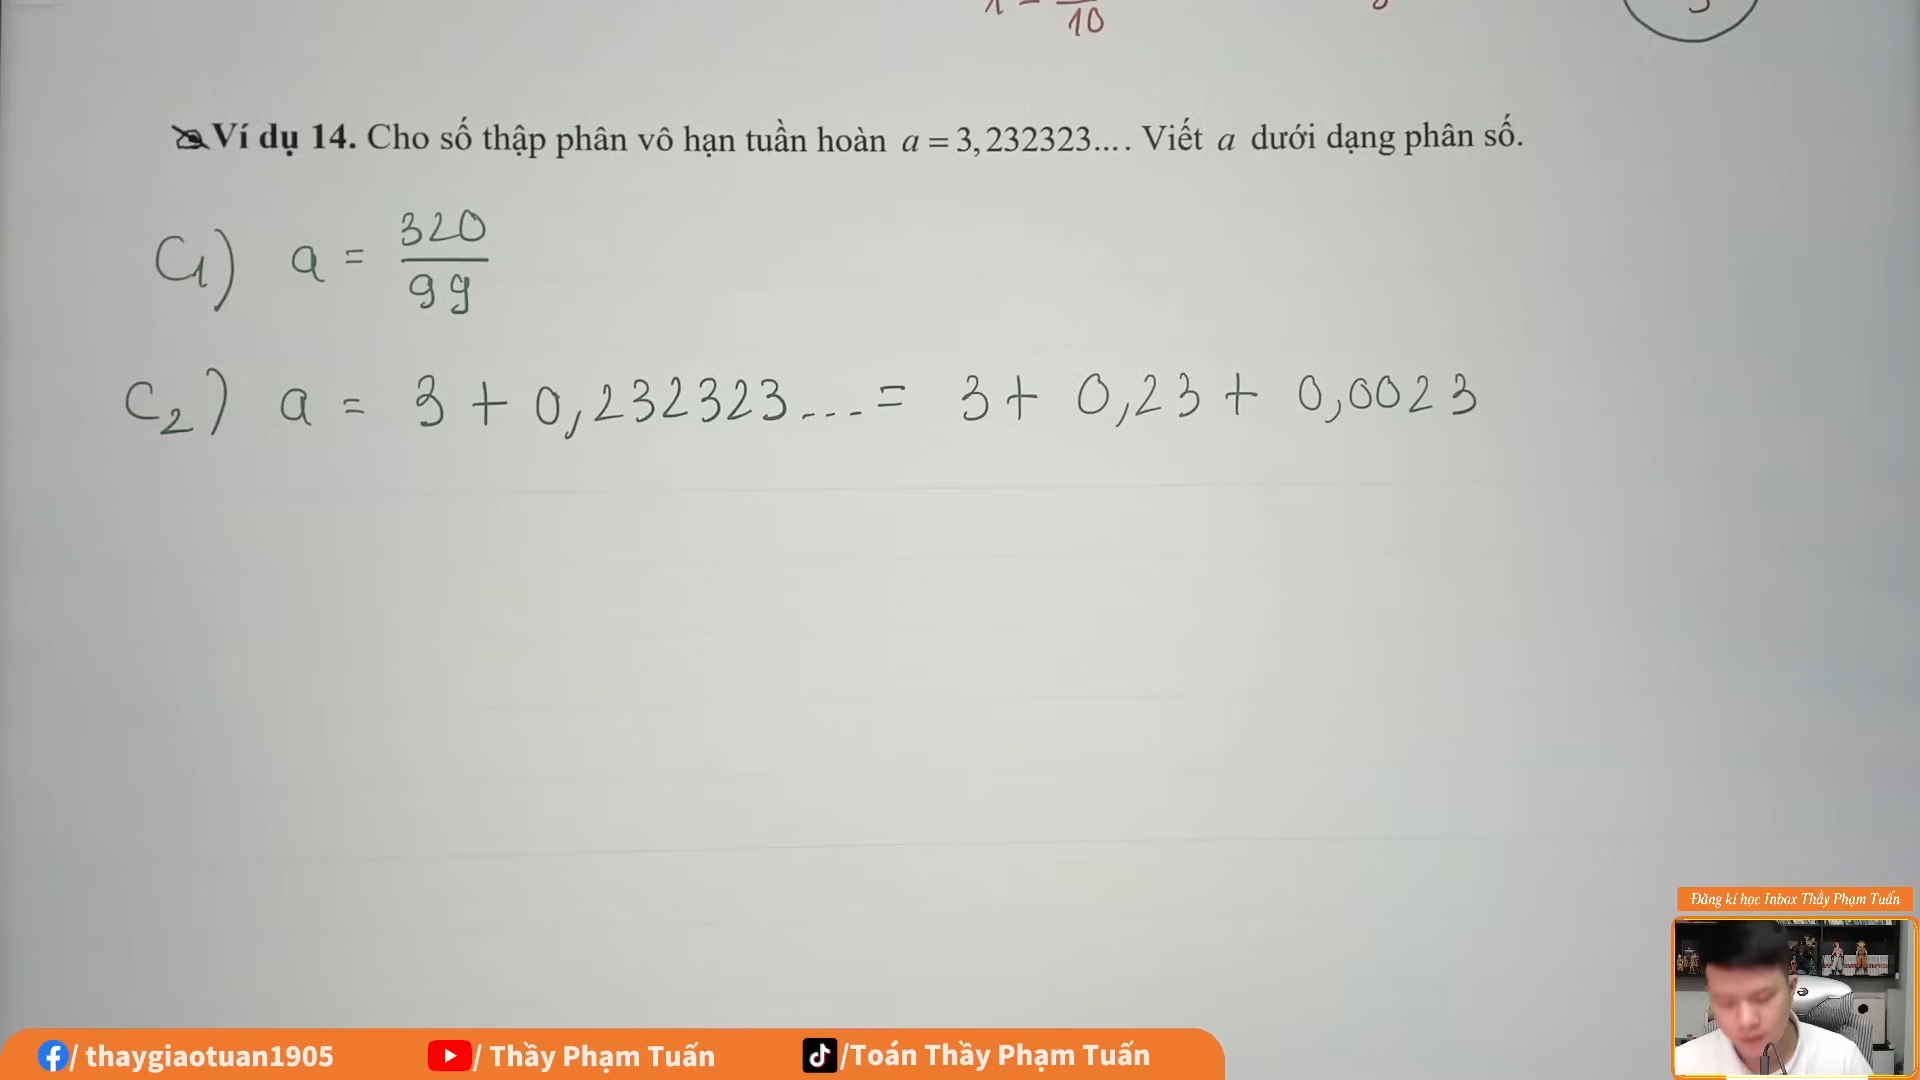 10
Ví dụ 14. Cho số thập phân vô hạn tuần hoàn a = 3,232323.... Viết a dưới dạng phân số.
C1) a = 320/99
C2) a = 3 + 0,232323... = 3 + 0,23 + 0,0023
Đăng kí học Inbox Thầy Phạm Tuấn
/ thaygiaotuan1905 / Thầy Phạm Tuấn /Toán Thầy Phạm Tuấn